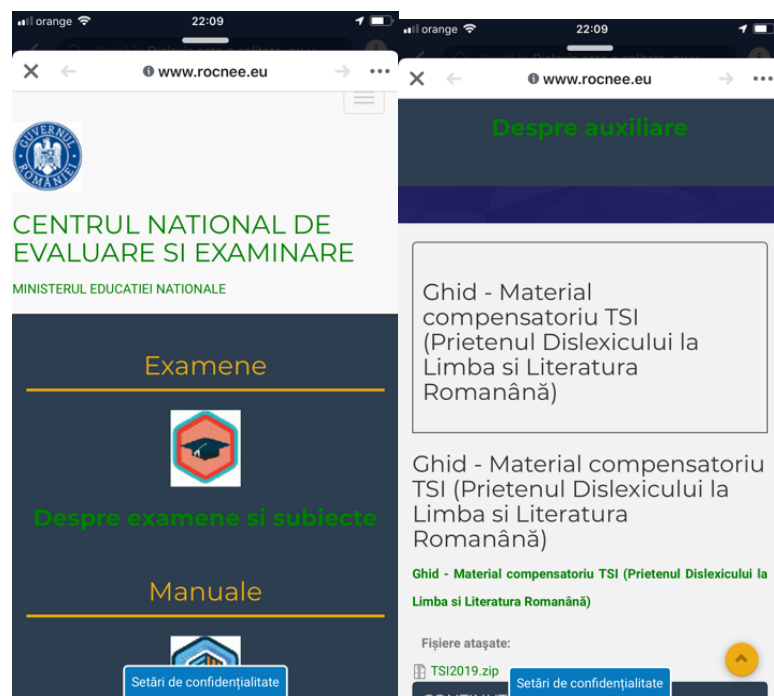 orange
22:09
www.rocnee.eu
GUVERNUL ROMÂNIEI
CENTRUL NATIONAL DE
EVALUARE SI EXAMINARE
MINISTERUL EDUCATIEI NATIONALE
Examene
Despre examene si subiecte
Manuale
Setări de confidențialitate
orange
22:09
www.rocnee.eu
Despre auxiliare
Ghid - Material
compensatoriu TSI
(Prietenul Dislexicului la
Limba si Literatura
Romanână)
Ghid - Material compensatoriu
TSI (Prietenul Dislexicului la
Limba si Literatura
Romanână)
Ghid - Material compensatoriu TSI (Prietenul Dislexicului la
Limba si Literatura Romanână)
Fișiere atașate:
TSI2019.zip
Setări de confidențialitate